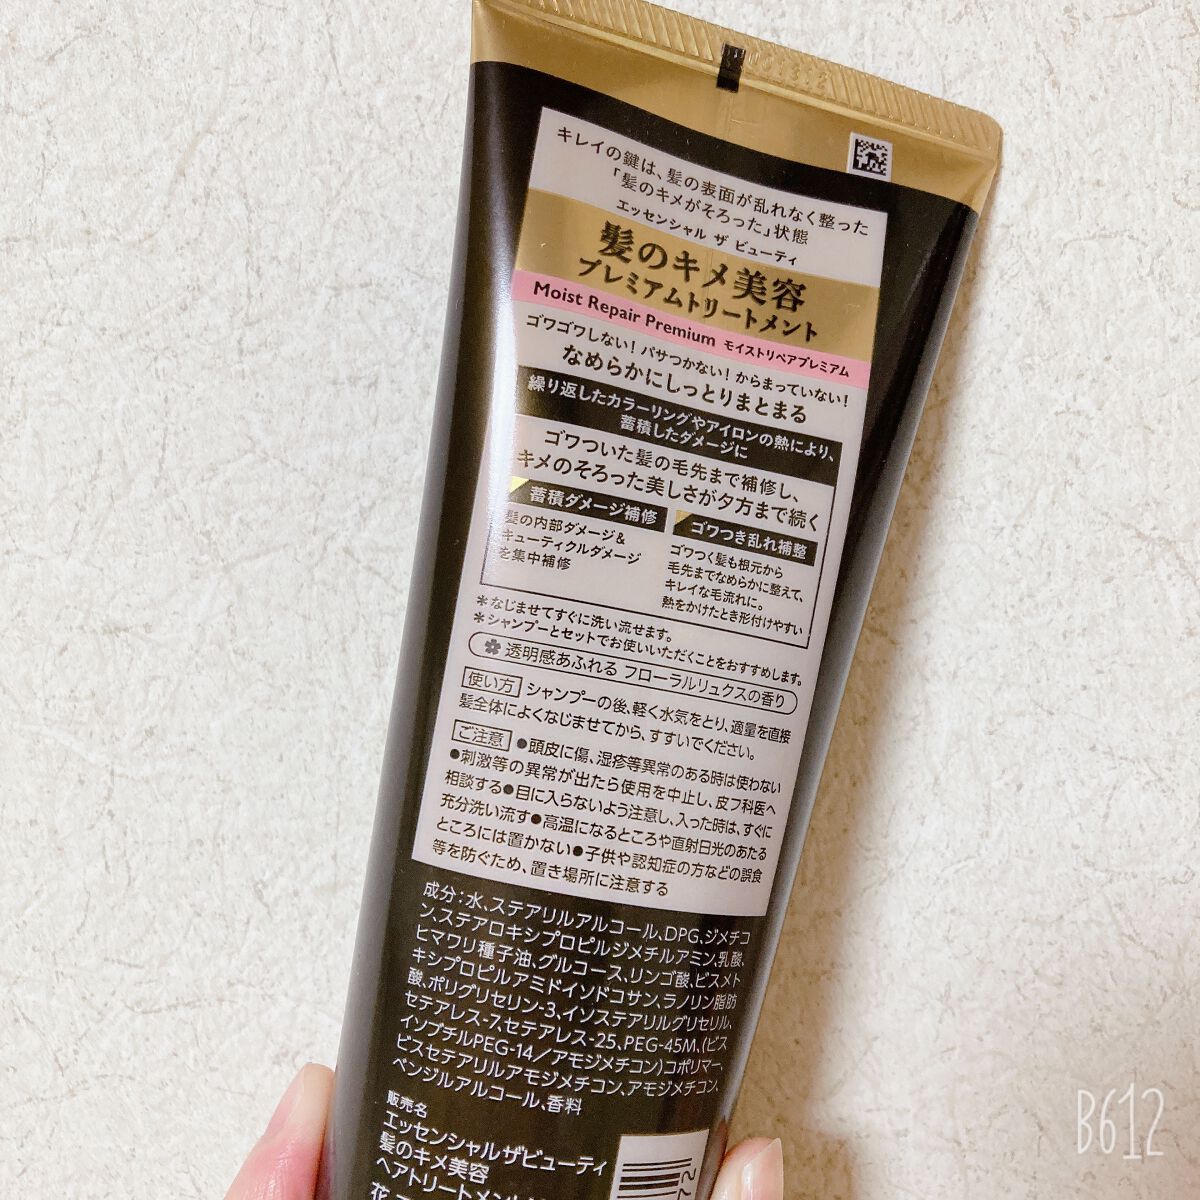 キレイの鍵は、髪の表面が乱れなく整った
「髪のキメがそろった」状態
エッセンシャル ザ ビューティ
髪のキメ美容
プレミアムトリートメント
Moist Repair Premium モイストリペアプレミアム
ゴワゴワしない！パサつかない！からまっていない！
なめらかにしっとりまとまる
繰り返したカラーリングやアイロンの熱により、
蓄積したダメージに
ゴワついた髪の毛先まで補修し、
キメのそろった美しさが夕方まで続く
蓄積ダメージ補修
髪の内部ダメージ&
キューティクルダメージ
を集中補修
ゴワつき乱れ補整
ゴワつく髪も根元から
毛先までなめらかに整えて、
キレイな毛流れに。
熱をかけたとき形付けやすい
*なじませてすぐに洗い流せます。
*シャンプーとセットでお使いいただくことをおすすめします。
透明感あふれる フローラルリュクスの香り
使い方 シャンプーの後、軽く水気をとり、適量を直接
髪全体によくなじませてから、すすいでください。
ご注意 ●頭皮に傷、湿疹等異常のある時は使わない
●刺激等の異常が出たら使用を中止し、皮フ科医へ
相談する●目に入らないよう注意し、入った時は、すぐに
充分洗い流す●高温になるところや直射日光のあたる
ところには置かない●子供や認知症の方などの誤食
等を防ぐため、置き場所に注意する
成分：水、ステアリルアルコール、DPG、ジメチコ
ン、ステアロキシプロピルジメチルアミン、乳酸、
ヒマワリ種子油、グルコース、リンゴ酸、ビスメト
キシプロピルアミドイソドコサン、ラノリン脂肪
酸、ポリグリセリン-3、イソステアリルグリセリル、
セテアレス-7、セテアレス-25、PEG-45M、(ビス
イソブチルPEG-14／アモジメチコン)コポリマー、
ビスセテアリルアモジメチコン、アモジメチコン、
ベンジルアルコール、香料
販売名
エッセンシャルザビューティ
髪のキメ美容
ヘアトリートメント
花
B612